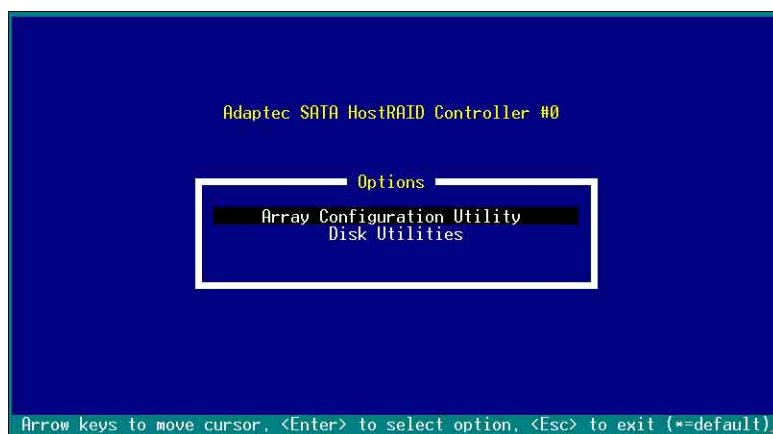 Adaptec SATA HostRAID Controller #0
Options
Array Configuration Utility
Disk Utilities
Arrow keys to move cursor, <Enter> to select option, <Esc> to exit (*=default)